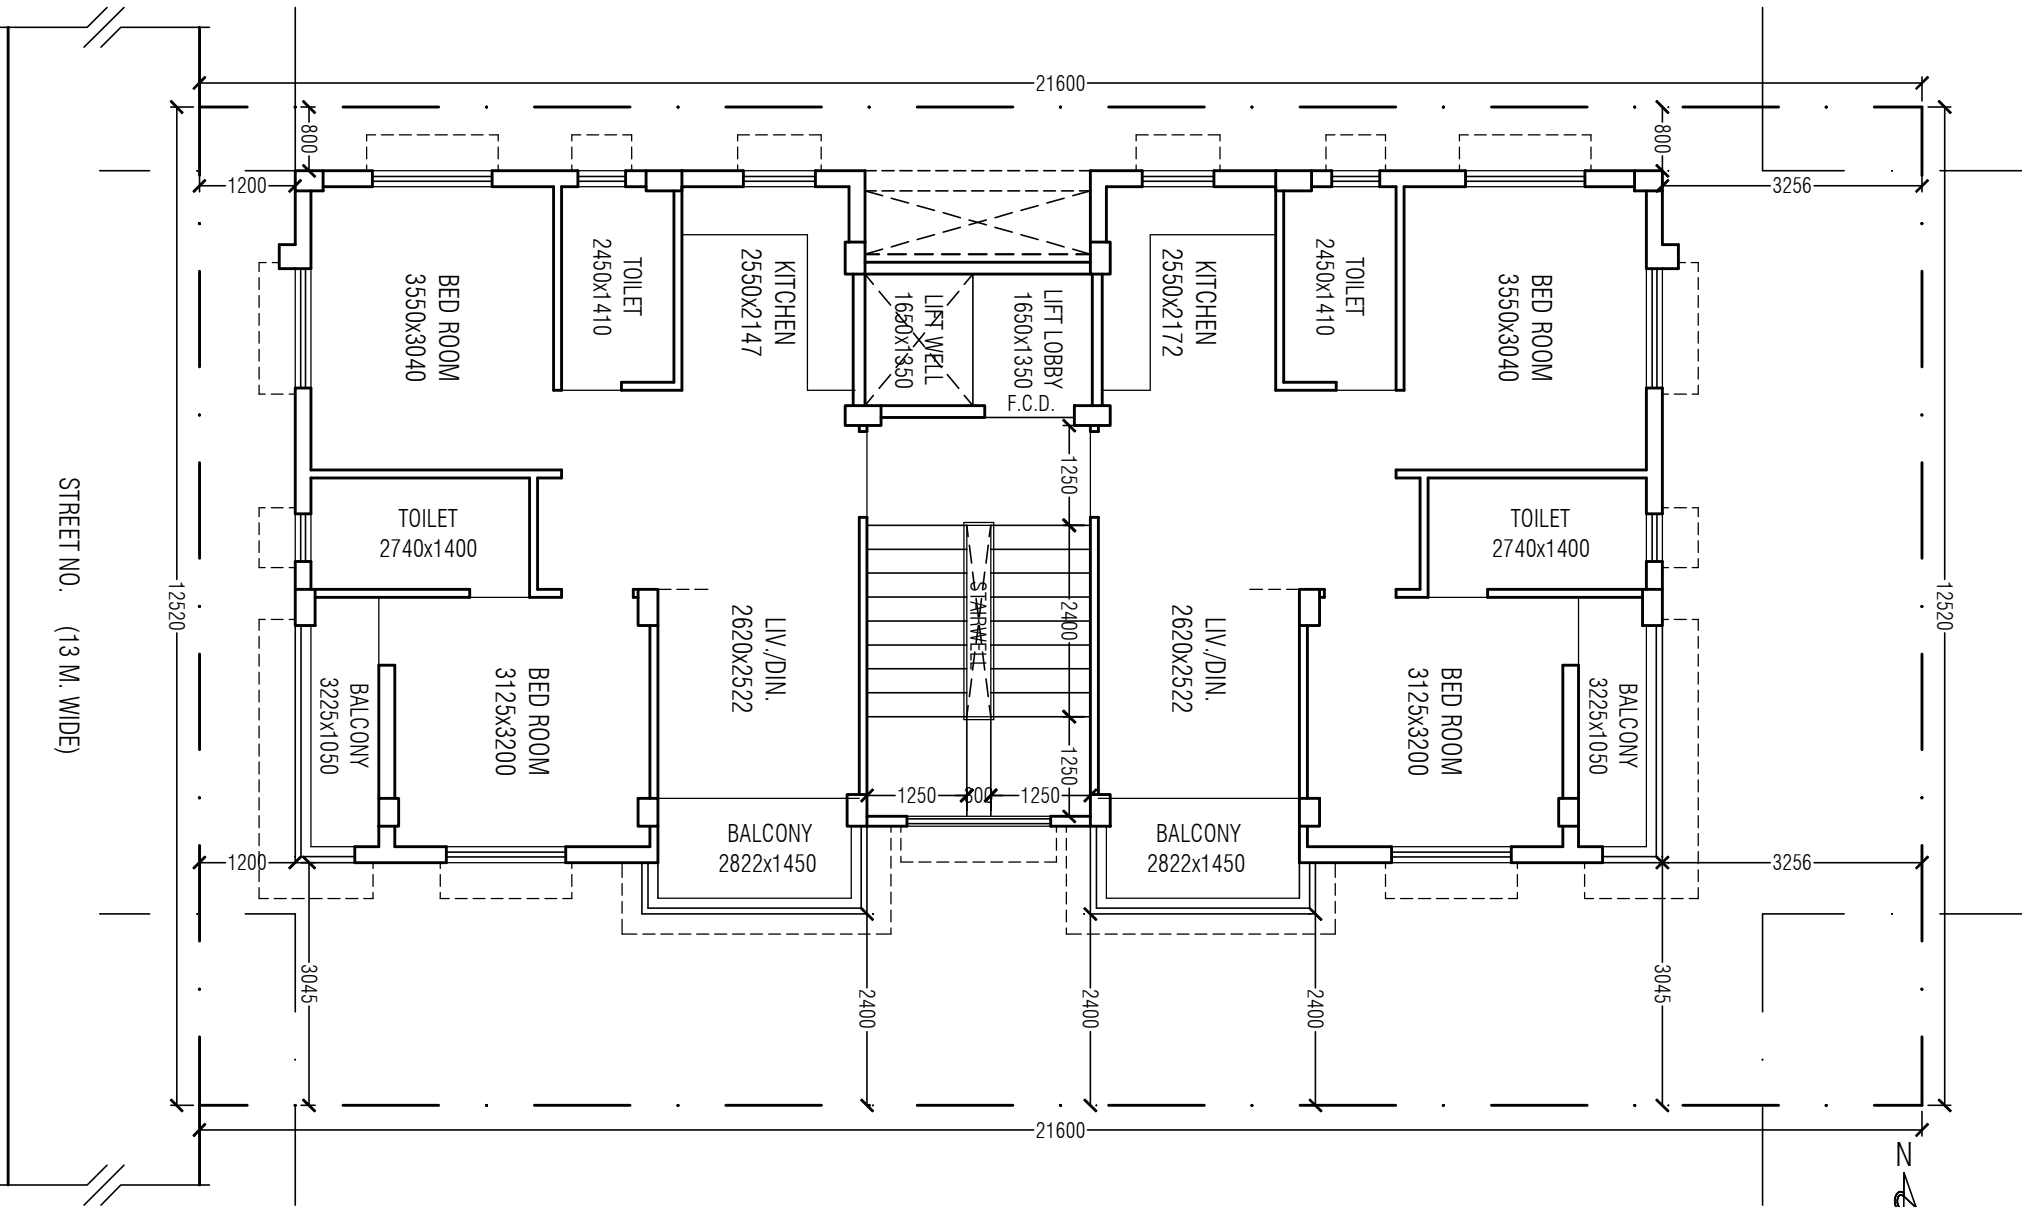 21600
800
800
1200
3256
BED ROOM
3550x3040
TOILET
2450x1410
KITCHEN
2550x2147
LIFT WELL
1650x1350
LIFT LOBBY
1650x1350
F.C.D.
KITCHEN
2550x2172
TOILET
2450x1410
BED ROOM
3550x3040
1250
STREET NO. (13 M. WIDE)
12520
TOILET
2740x1400
TOILET
2740x1400
12520
STAIRWELL
2400
LIV./DIN.
2620x2522
LIV./DIN.
2620x2522
BALCONY
3225x1050
BED ROOM
3125x3200
BED ROOM
3125x3200
BALCONY
3225x1050
1250
1250
300
1250
BALCONY
2822x1450
BALCONY
2822x1450
1200
3256
3045
2400
2400
2400
3045
21600
N